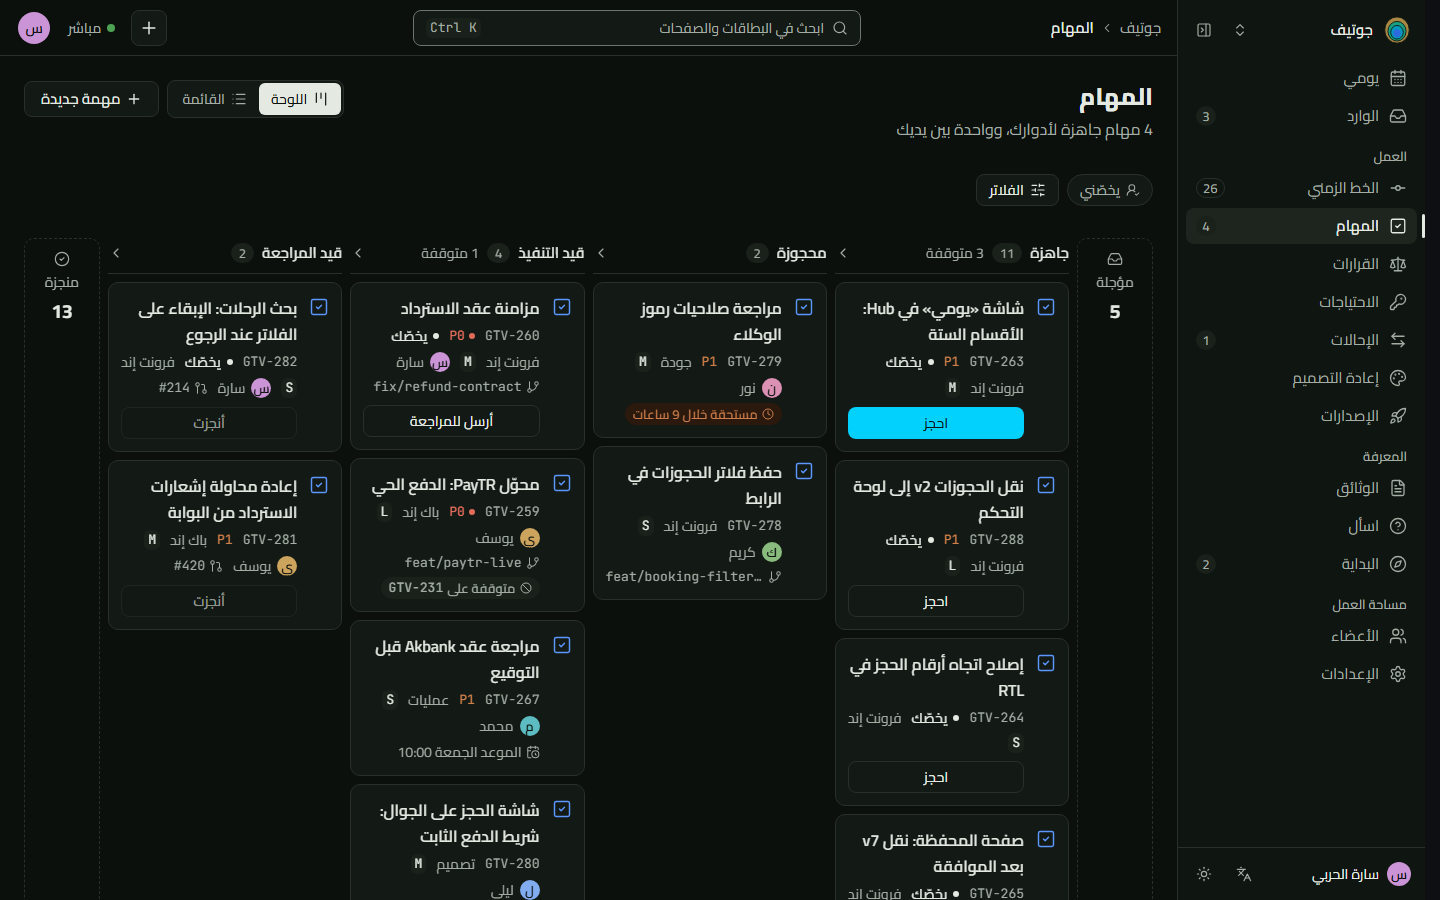 جوتيف
يومي
الوارد
3
العمل
الخط الزمني
26
المهام
4
القرارات
الاحتياجات
الإحالات
1
إعادة التصميم
الإصدارات
المعرفة
الوثائق
اسأل
البداية
2
مساحة العمل
الأعضاء
الإعدادات
س سارة الحربي
جوتيف > المهام
ابحث في البطاقات والصفحات Ctrl K
مباشر
س
المهام
4 مهام جاهزة لأدوارك، وواحدة بين يديك
اللوحة القائمة
مهمة جديدة
يخصّني الفلاتر
مؤجلة
5
جاهزة 11 3 متوقفة
شاشة «يومي» في Hub:
الأقسام الستة
GTV-263 P1 يخصّك
فرونت إند M
احجز
نقل الحجوزات v2 إلى لوحة
التحكم
GTV-288 P1 يخصّك
فرونت إند L
احجز
إصلاح اتجاه أرقام الحجز في
RTL
GTV-264 يخصّك فرونت إند
S
احجز
صفحة المحفظة: نقل v7
بعد الموافقة
GTV-265 يخصّك فرونت إند
محجوزة 2
مراجعة صلاحيات رموز
الوكلاء
GTV-279 P1 جودة M
ن نور
مستحقة خلال 9 ساعات
حفظ فلاتر الحجوزات في
الرابط
GTV-278 فرونت إند S
ك كريم
feat/booking-filter…
قيد التنفيذ 4 1 متوقفة
مزامنة عقد الاسترداد
GTV-260 P0 يخصّك
فرونت إند M س سارة
fix/refund-contract
أرسل للمراجعة
محوّل PayTR: الدفع الحي
GTV-259 P0 باك إند L
ي يوسف
feat/paytr-live
متوقفة على GTV-231
مراجعة عقد Akbank قبل
التوقيع
GTV-267 P1 عمليات S
م محمد
الموعد الجمعة 10:00
شاشة الحجز على الجوال:
شريط الدفع الثابت
GTV-280 تصميم M
ل ليلى
قيد المراجعة 2
بحث الرحلات: الإبقاء على
الفلاتر عند الرجوع
GTV-282 يخصّك فرونت إند
S س سارة #214
أنجزت
إعادة محاولة إشعارات
الاسترداد من البوابة
GTV-281 P1 باك إند M
ي يوسف #420
أنجزت
منجزة
13